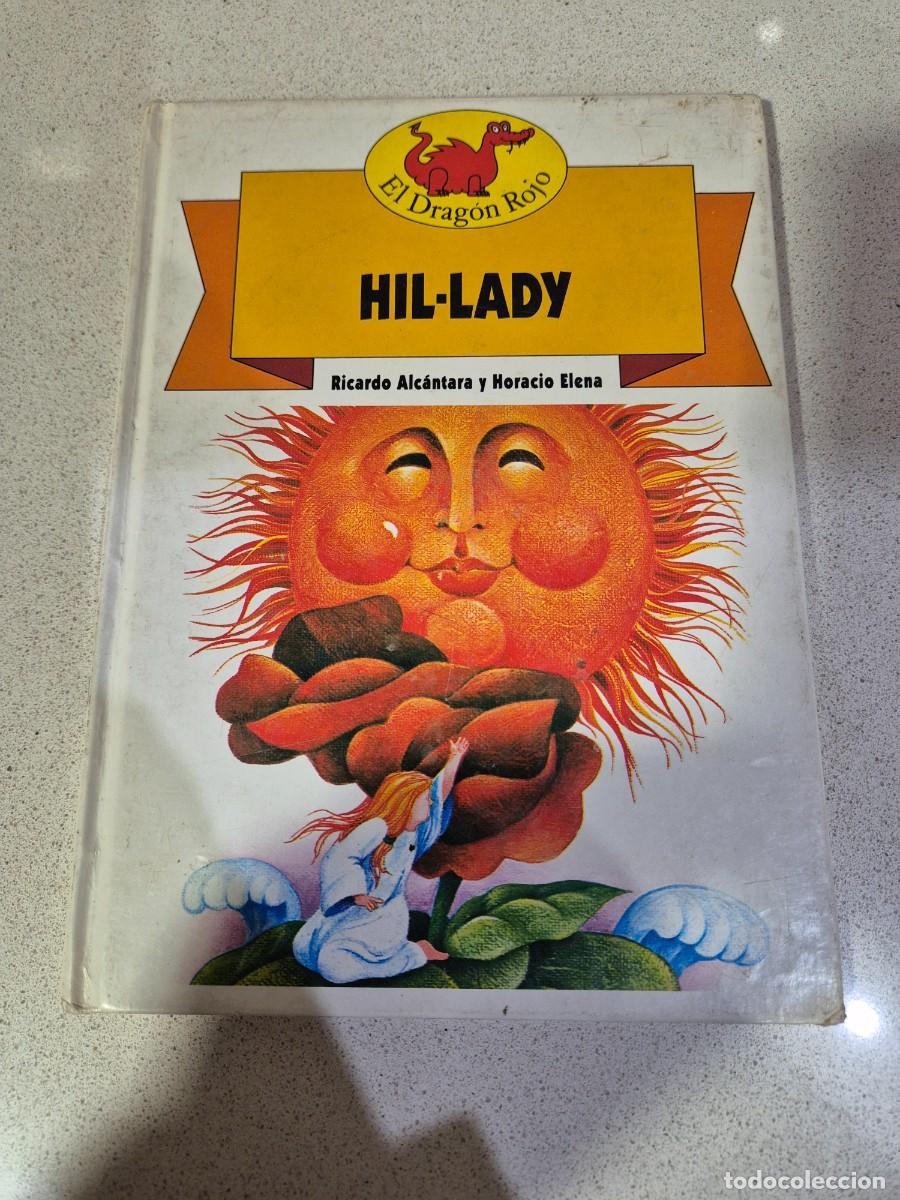 El Dragón Rojo
HIL-LADY
Ricardo Alcántara y Horacio Elena
todocoleccion